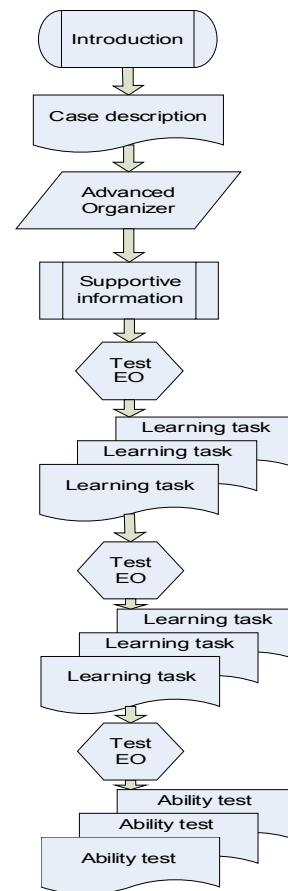 Introduction
Case description
Advanced
Organizer
Supportive
information
Test
EO
Learning task
Learning task
Learning task
Test
EO
Learning task
Learning task
Learning task
Test
EO
Ability test
Ability test
Ability test